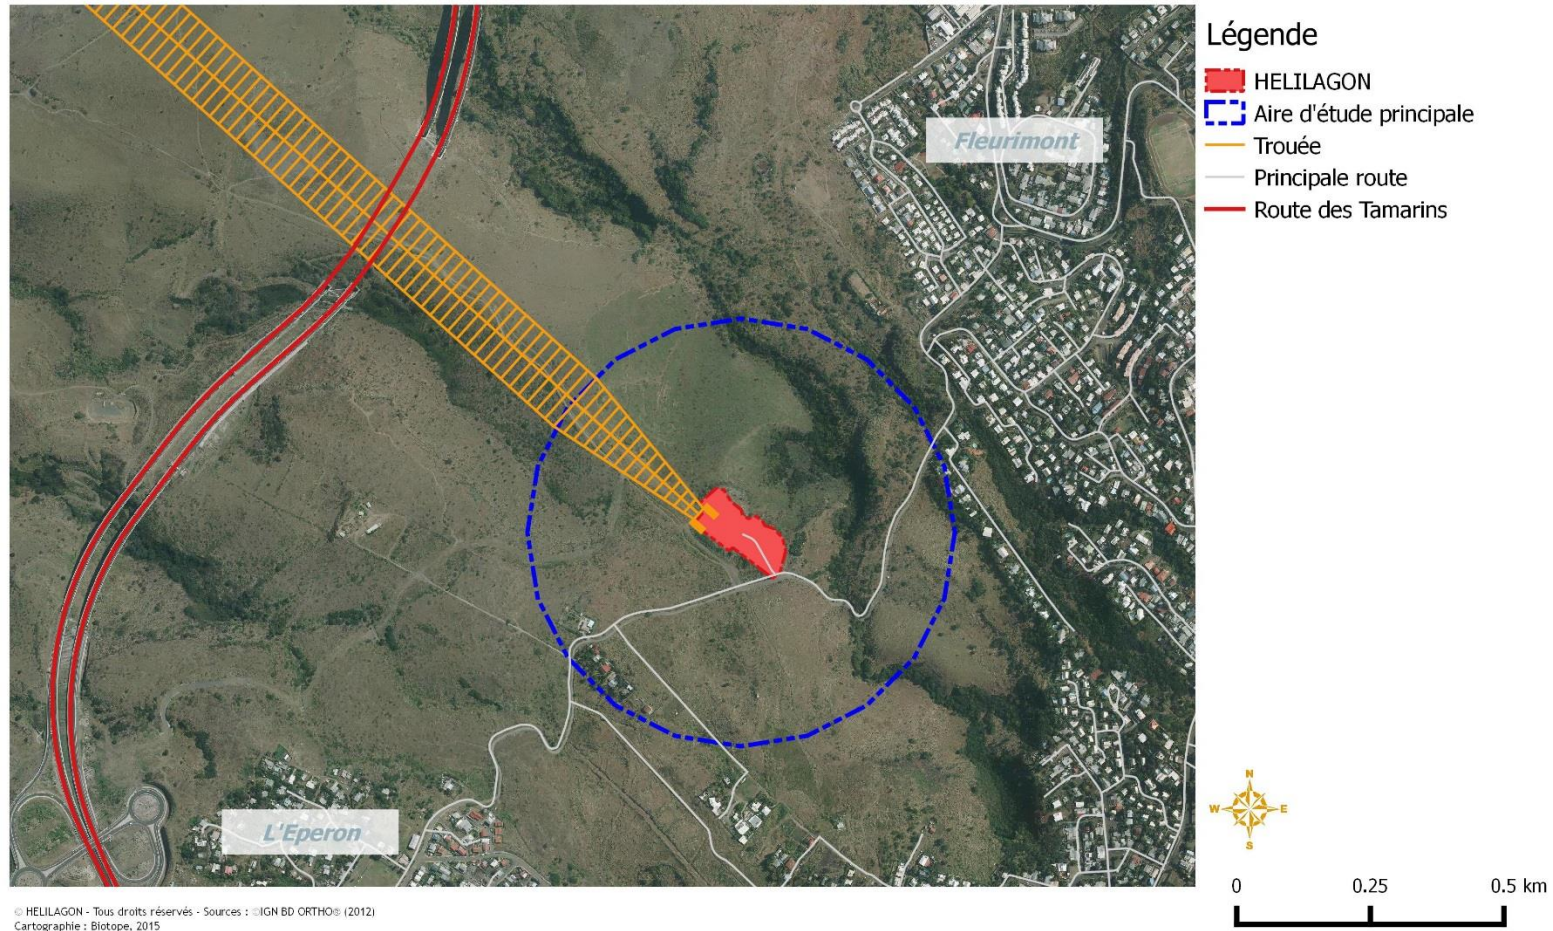 Légende
HELILAGON
Aire d'étude principale
Trouée
Principale route
Route des Tamarins
Fleurimont
L'Eperon
N
W E
S
0 0.25 0.5 km
© HELILAGON - Tous droits réservés - Sources : ©IGN BD ORTHO® (2012)
Cartographie : Biotope, 2015